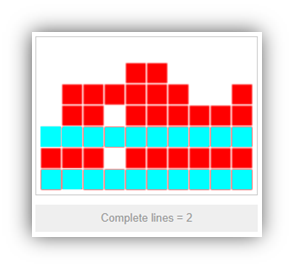 Complete lines = 2